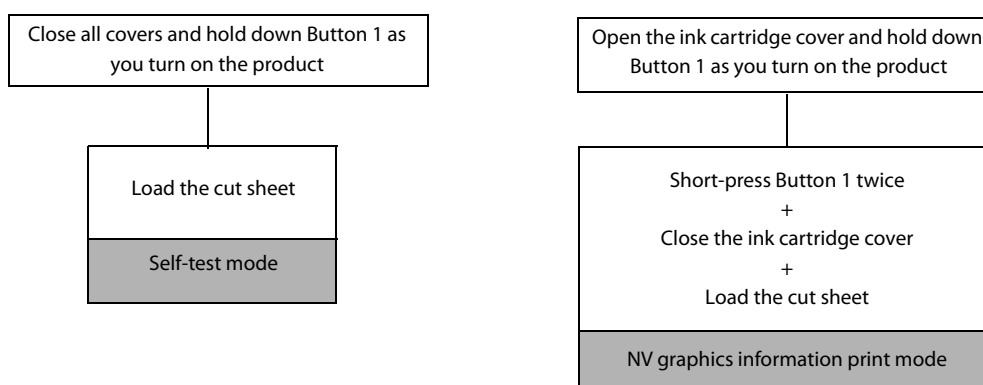 Close all covers and hold down Button 1 as
you turn on the product
Load the cut sheet
Self-test mode
Open the ink cartridge cover and hold down
Button 1 as you turn on the product
Short-press Button 1 twice
+
Close the ink cartridge cover
+
Load the cut sheet
NV graphics information print mode